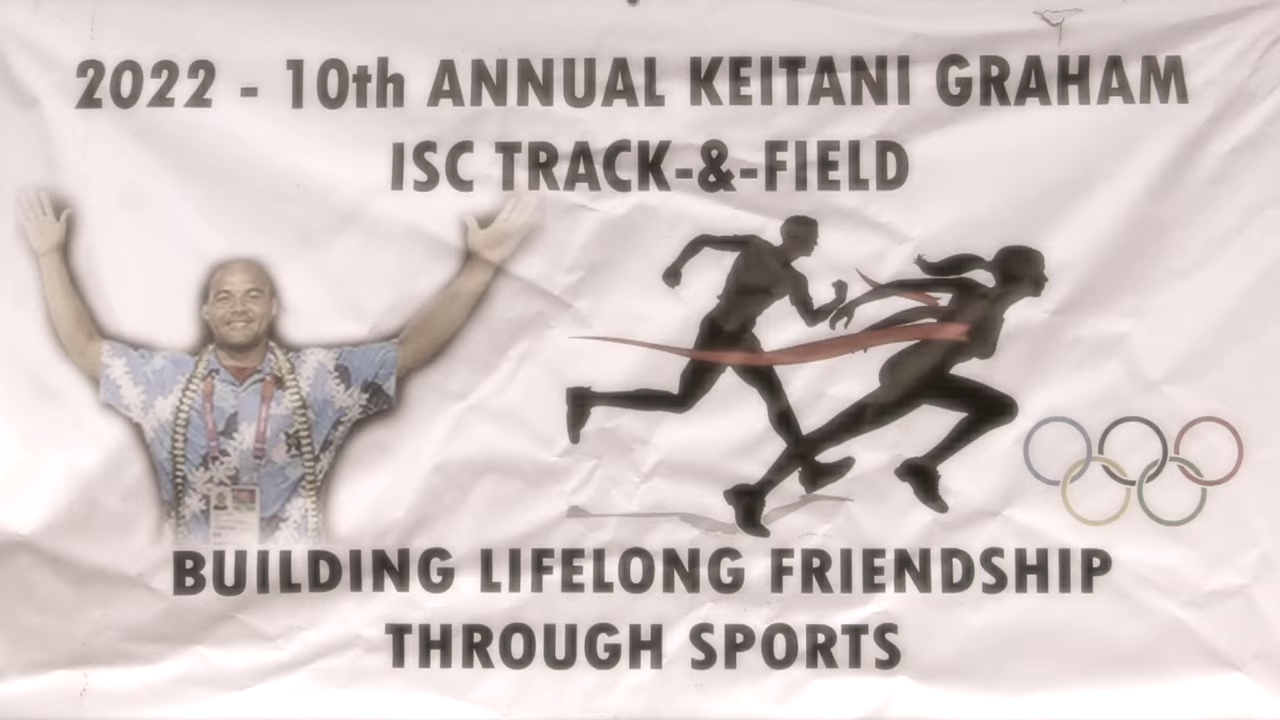 2022 - 10th ANNUAL KEITANI GRAHAM
ISC TRACK-&-FIELD
BUILDING LIFELONG FRIENDSHIP
THROUGH SPORTS